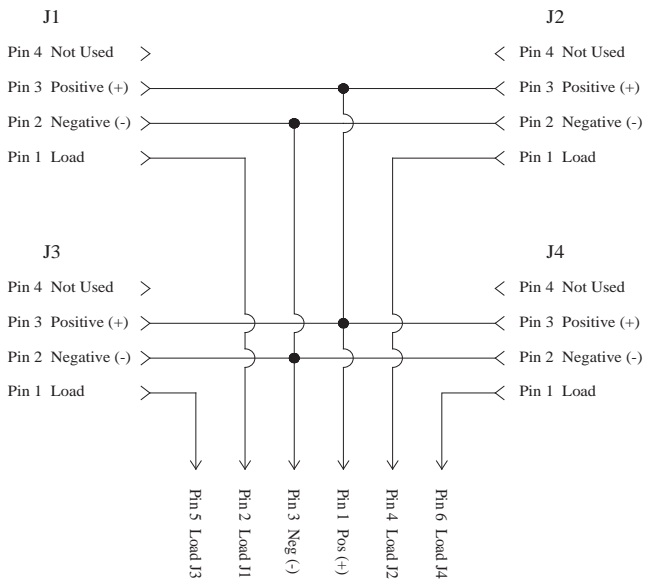 J1
Pin 4 Not Used
Pin 3 Positive (+)
Pin 2 Negative (-)
Pin 1 Load
J2
Pin 4 Not Used
Pin 3 Positive (+)
Pin 2 Negative (-)
Pin 1 Load
J3
Pin 4 Not Used
Pin 3 Positive (+)
Pin 2 Negative (-)
Pin 1 Load
J4
Pin 4 Not Used
Pin 3 Positive (+)
Pin 2 Negative (-)
Pin 1 Load
Pin 5 Load J3
Pin 2 Load J1
Pin 3 Neg (-)
Pin 1 Pos (+)
Pin 4 Load J2
Pin 6 Load J4